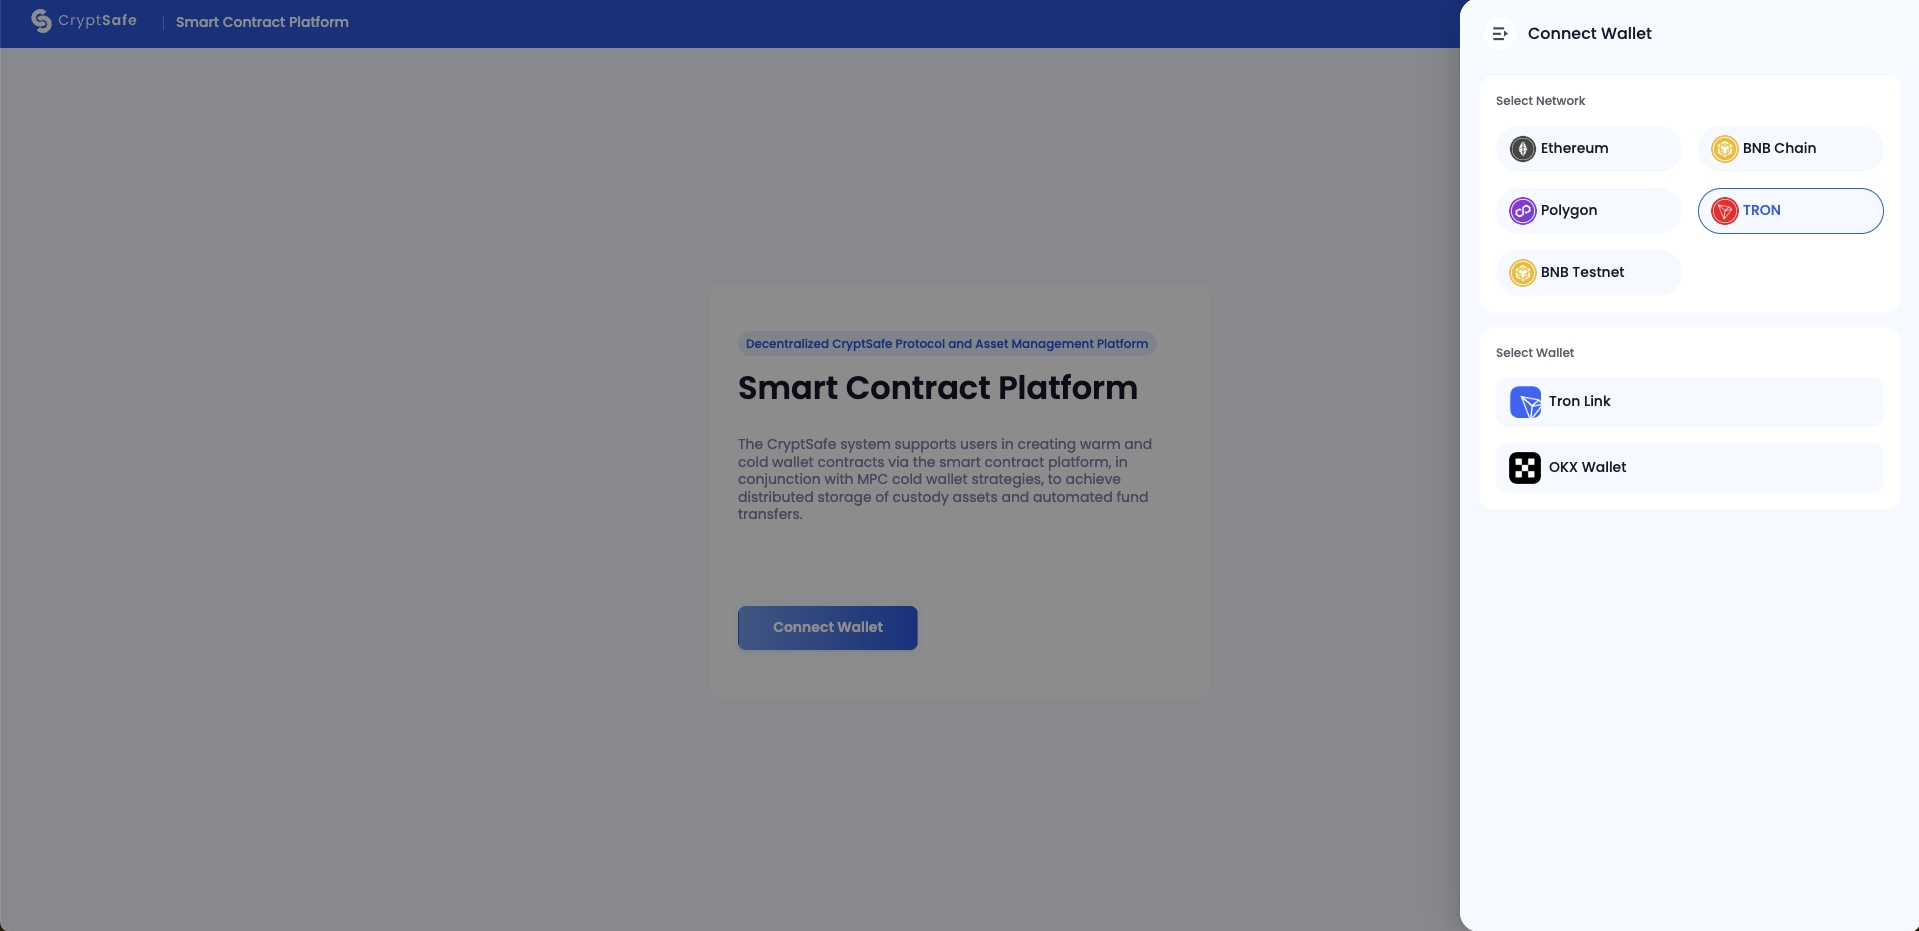 CryptSafe
Smart Contract Platform
Decentralized CryptSafe Protocol and Asset Management Platform
Smart Contract Platform
The CryptSafe system supports users in creating warm and
cold wallet contracts via the smart contract platform, in
conjunction with MPC cold wallet strategies, to achieve
distributed storage of custody assets and automated fund
transfers.
Connect Wallet
Connect Wallet
Select Network
Ethereum
BNB Chain
Polygon
TRON
BNB Testnet
Select Wallet
Tron Link
OKX Wallet